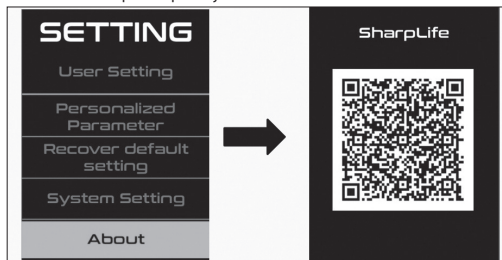 SETTING
User Setting
Personalized
Parameter
Recover default
setting
System Setting
About
SharpLife